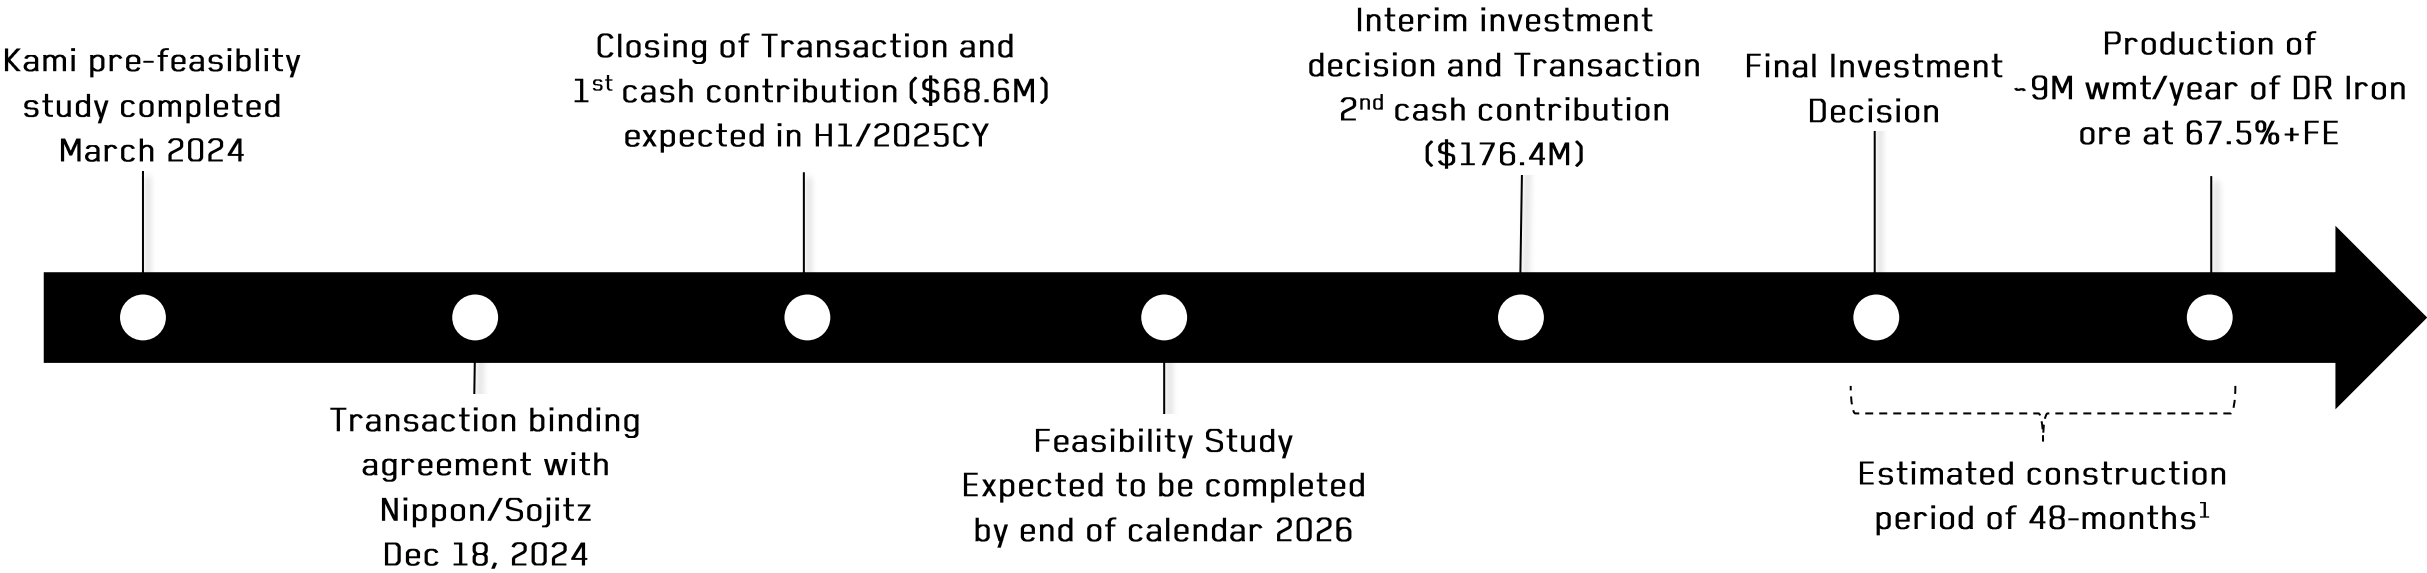 Kami pre-feasiblity
study completed
March 2024
Transaction binding
agreement with
Nippon/Sojitz
Dec 18, 2024
Closing of Transaction and
1st cash contribution ($68.6M)
expected in H1/2025CY
Feasibility Study
Expected to be completed
by end of calendar 2026
Interim investment
decision and Transaction
2nd cash contribution
($176.4M)
Final Investment
Decision
Production of
~9M wmt/year of DR Iron
ore at 67.5%+FE
Estimated construction
period of 48-months1